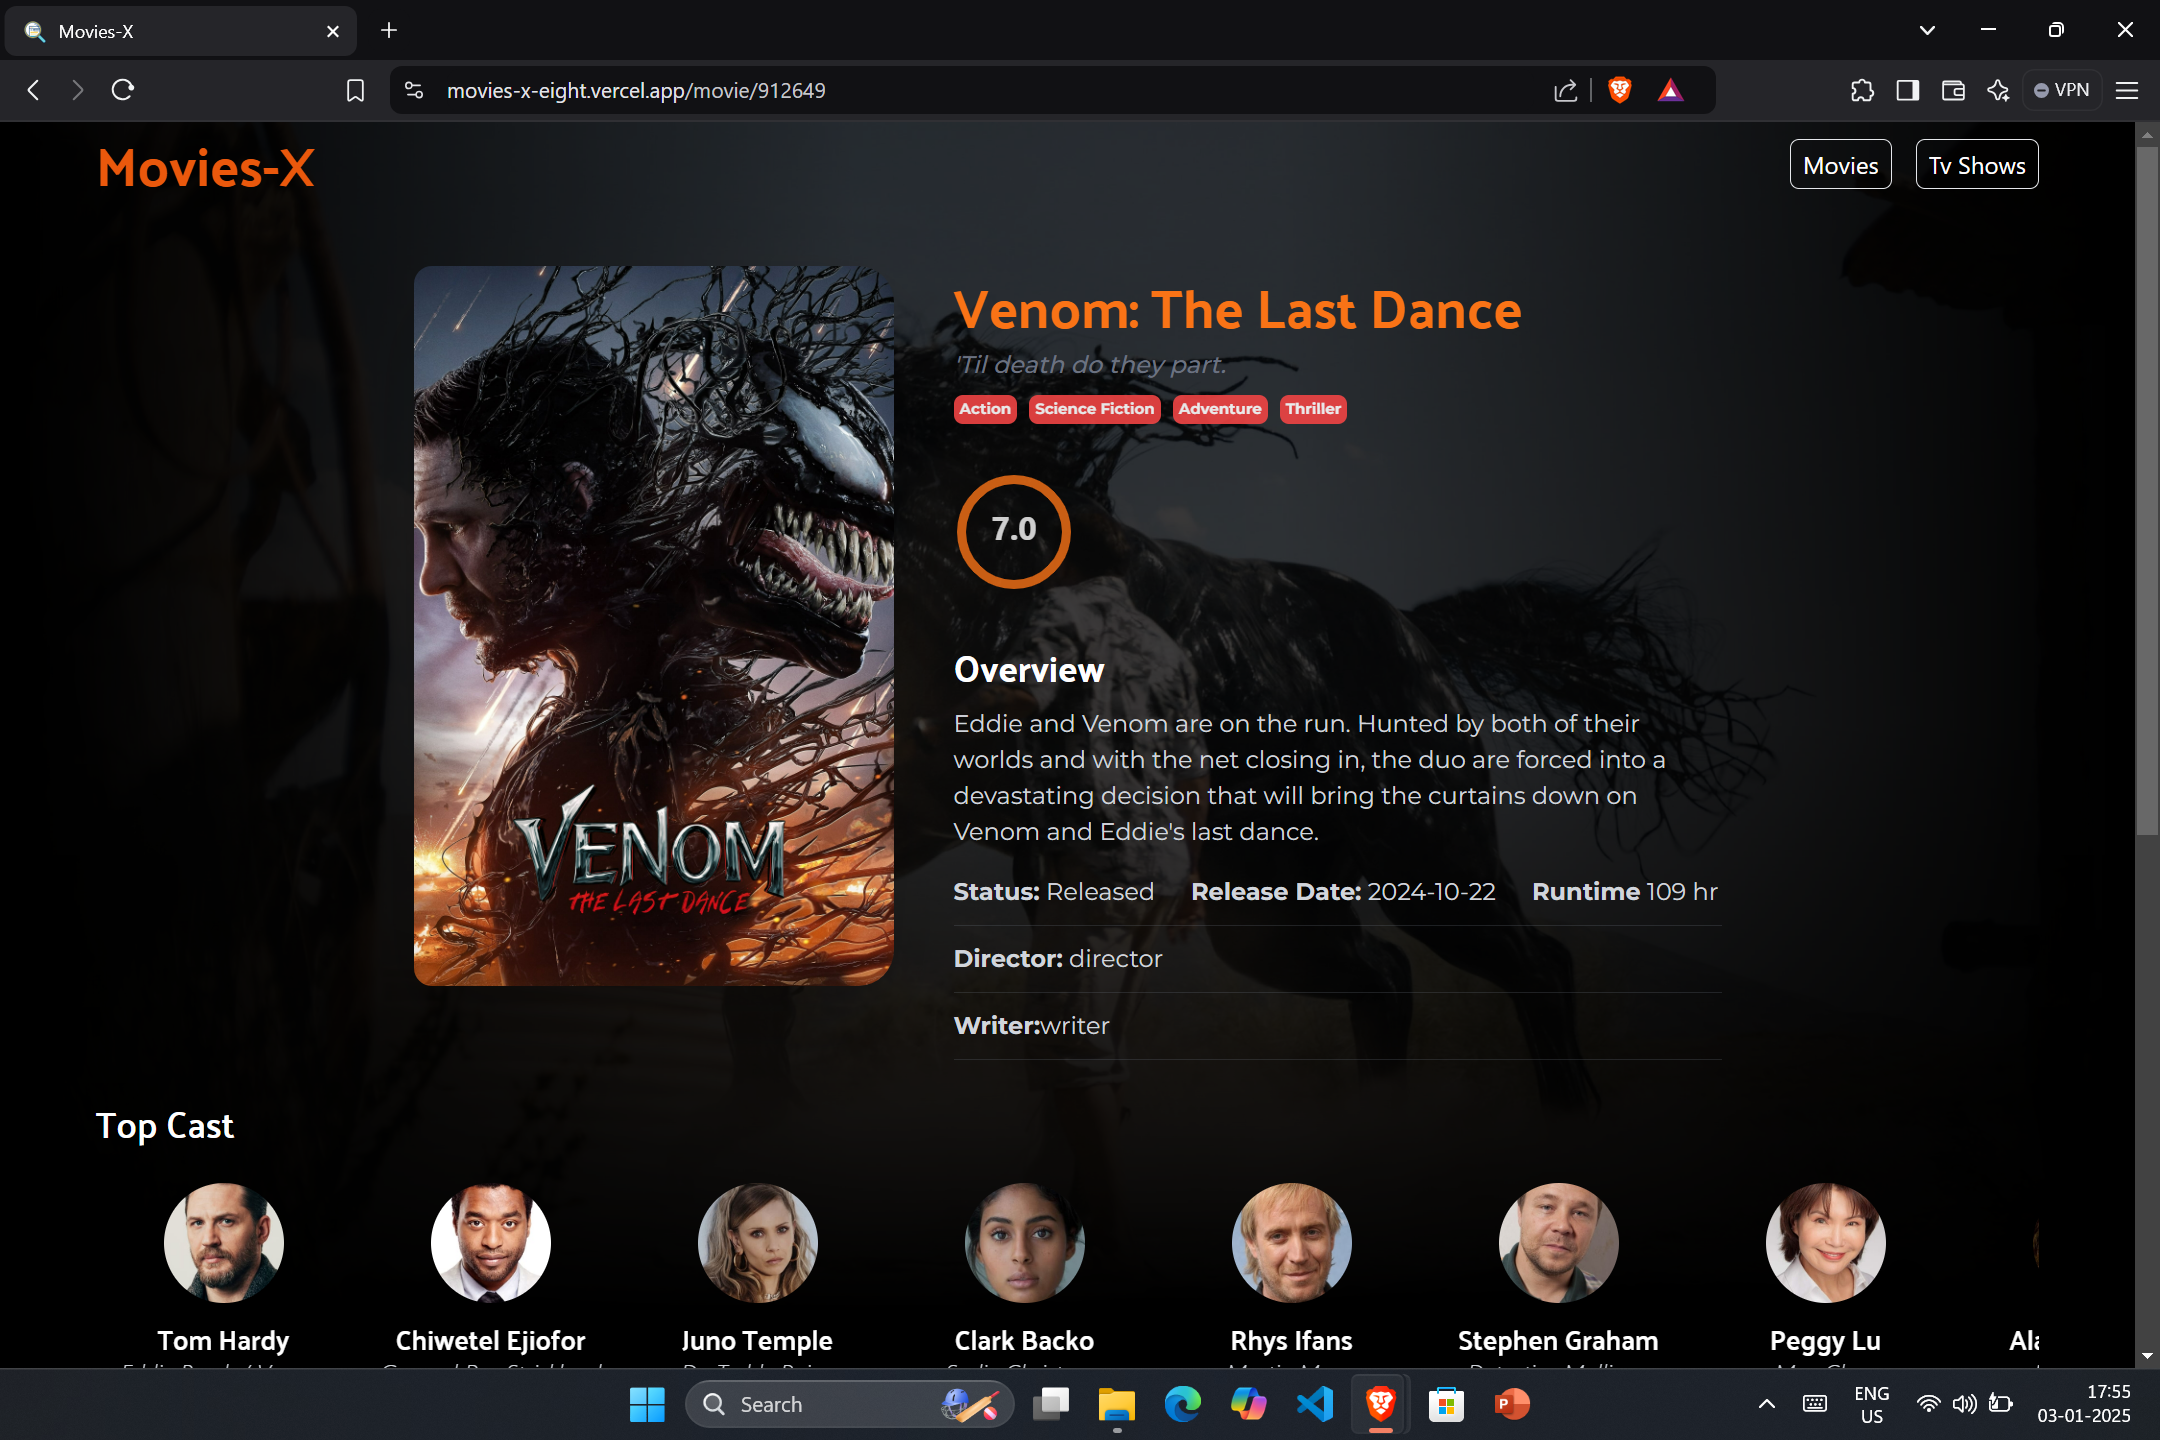 Movies-X
movies-x-eight.vercel.app/movie/912649
VPN
Movies-X
Movies
Tv Shows
Venom: The Last Dance
'Til death do they part.
Action Science Fiction Adventure Thriller
7.0
VENOM
THE LAST DANCE
Overview
Eddie and Venom are on the run. Hunted by both of their
worlds and with the net closing in, the duo are forced into a
devastating decision that will bring the curtains down on
Venom and Eddie's last dance.
Status: Released Release Date: 2024-10-22 Runtime 109 hr
Director: director
Writer:writer
Top Cast
Tom Hardy
Chiwetel Ejiofor
Juno Temple
Clark Backo
Rhys Ifans
Stephen Graham
Peggy Lu
Search
P
ENG
US
17:55
03-01-2025